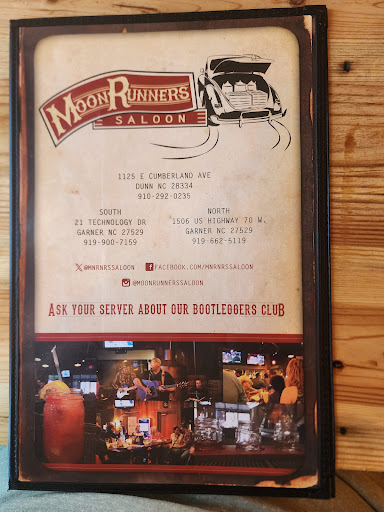 MOONRUNNERS
SALOON
1125 E CUMBERLAND AVE
DUNN NC 28334
910-292-0235
SOUTH
21 TECHNOLOGY DR
GARNER NC 27529
919-900-7159
NORTH
1506 US HIGHWAY 70 W.
GARNER NC 27529
919-662-5119
@MNRNRSSALOON
FACEBOOK.COM/MNRNRSSALOON
@MOONRUNNERSSALOON
ASK YOUR SERVER ABOUT OUR BOOTLEGGERS CLUB